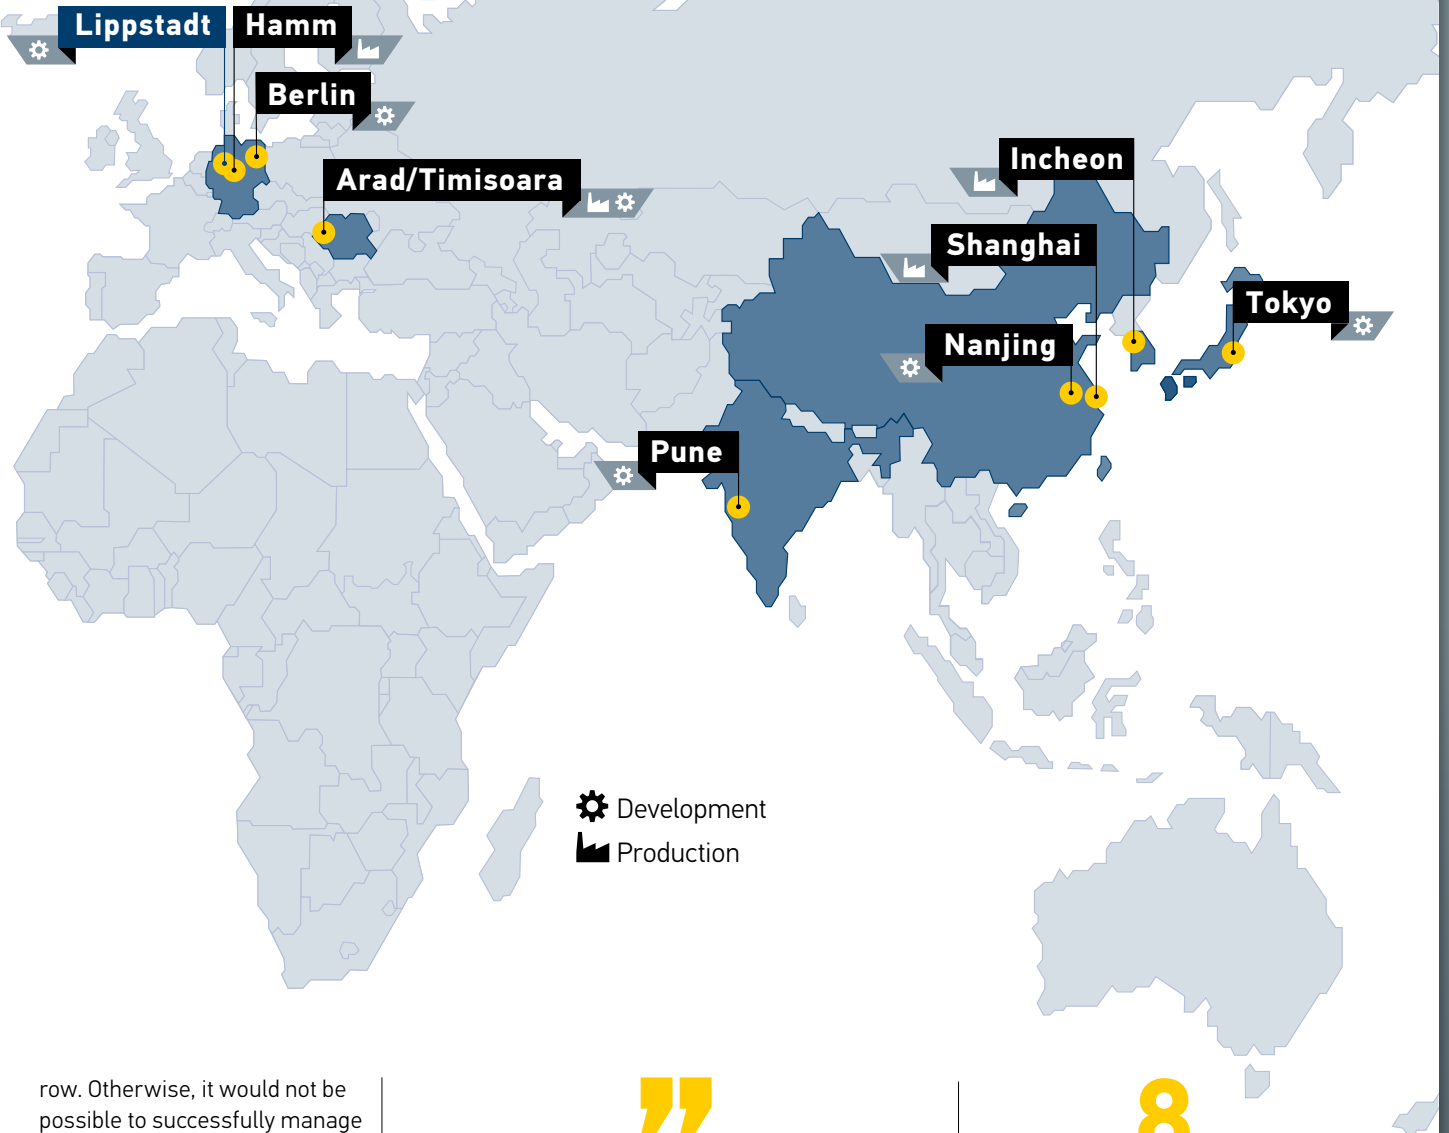 Lippstadt
Hamm
Berlin
Arad/Timisoara
Incheon
Shanghai
Tokyo
Nanjing
Pune
Development
Production
row. Otherwise, it would not be
possible to successfully manage
”
8